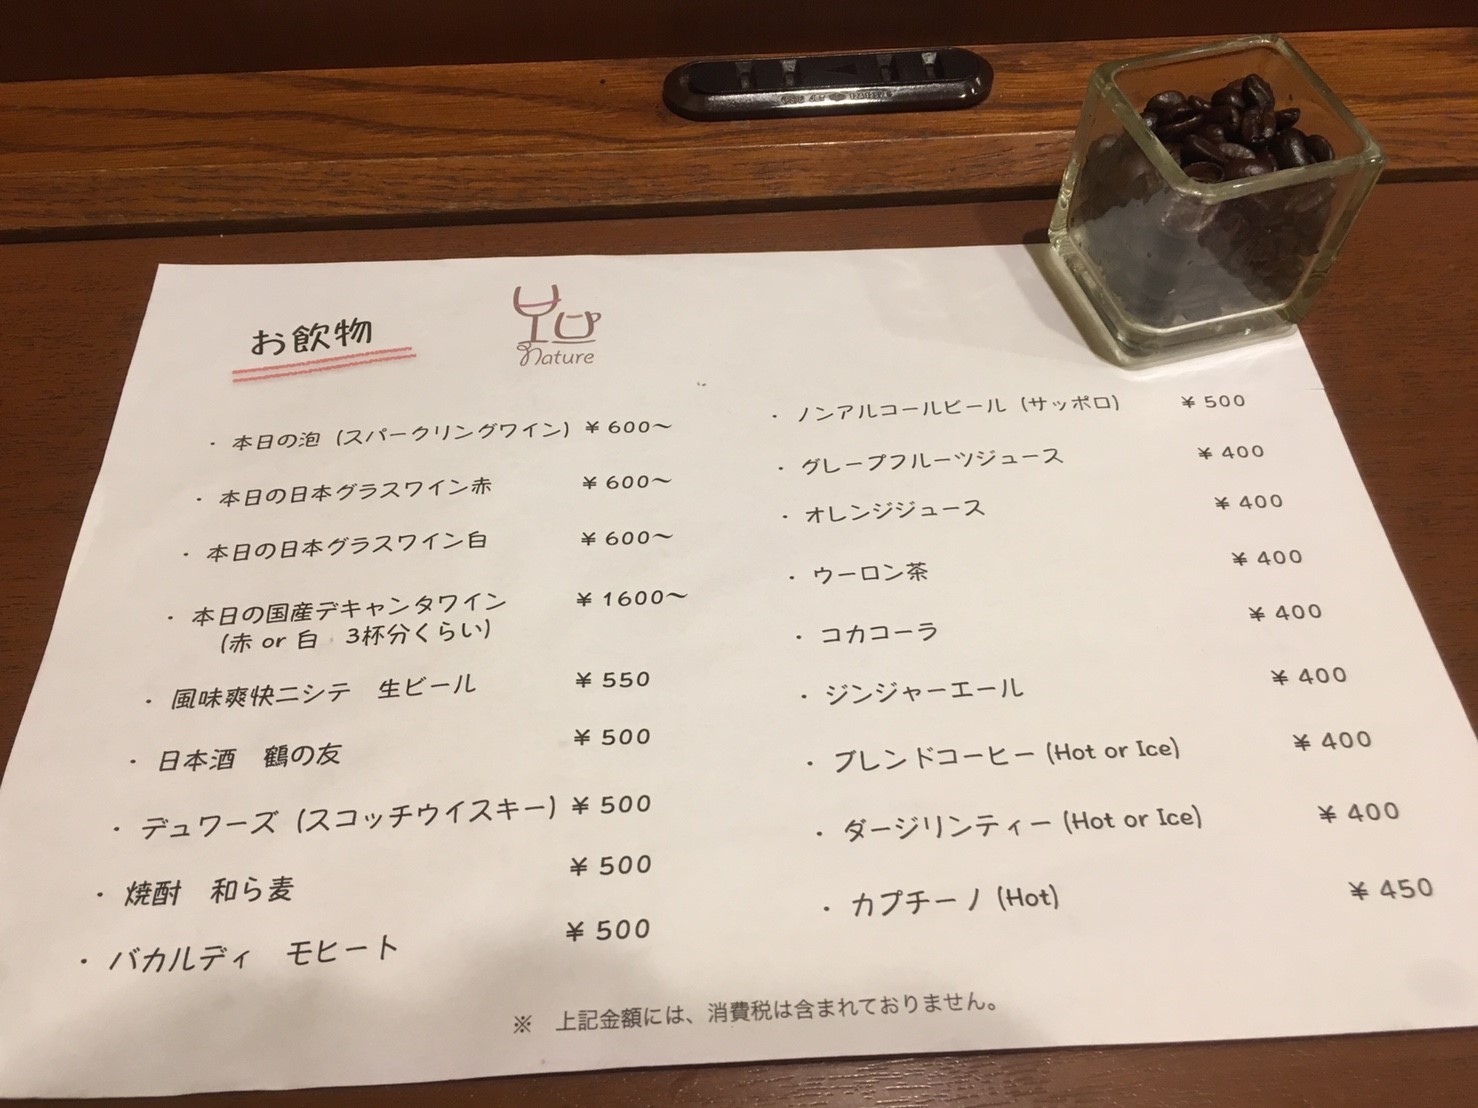 お飲物
Yu
nature
・本日の泡（スパークリングワイン）￥600〜
・本日の日本グラスワイン赤 ￥600〜
・本日の日本グラスワイン白 ￥600〜
・本日の国産デキャンタワイン ￥1600〜
（赤 or 白　3杯分くらい）
・風味爽快ニシテ　生ビール ￥550
・日本酒　鶴の友 ￥500
・デュワーズ（スコッチウイスキー）￥500
・焼酎　和ら麦 ￥500
・バカルディ　モヒート ￥500
・ノンアルコールビール（サッポロ） ￥500
・グレープフルーツジュース ￥400
・オレンジジュース ￥400
・ウーロン茶 ￥400
・コカコーラ ￥400
・ジンジャーエール ￥400
・ブレンドコーヒー (Hot or Ice) ￥400
・ダージリンティー (Hot or Ice) ￥400
・カプチーノ (Hot) ￥450
※　上記金額には、消費税は含まれておりません。